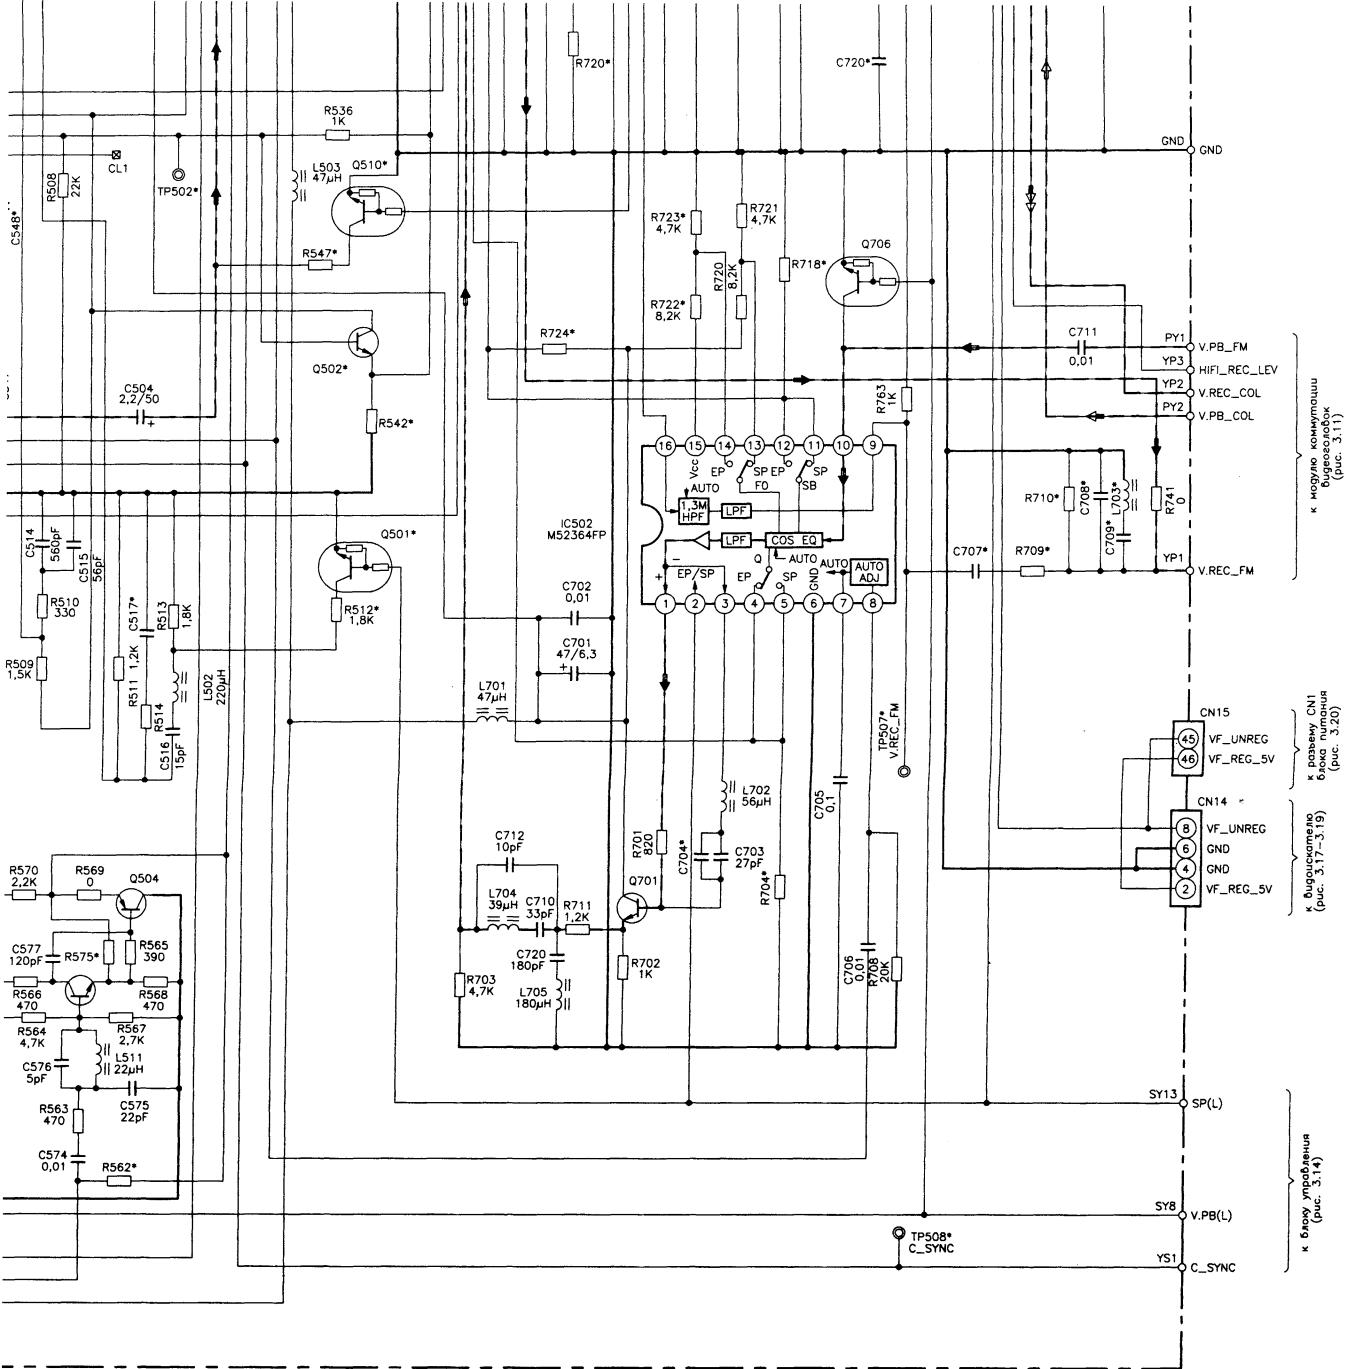 R720*
C720*
R536
1K
GND
GND
CL1
TP502*
R508
22K
L503
47µH
Q510*
C548*
R547*
R723*
4,7K
R721
4,7K
R720
8,2K
R722*
8,2K
R718*
Q706
R724*
Q502*
C711
0,01
PY1
V.PB_FM
YP3
HIFI_REC_LEV
YP2
V.REC_COL
PY2
V.PB_COL
к модулю коммутации
видеоголовок
(рис. 3.11)
C504
2,2/50
+
R542*
R763
1K
16
15
14
13
12
11
10
9
Vcc
EP
SP
EP
SP
FO
SB
AUTO
1,3M
HPF
LPF
IC502
M52364FP
LPF
COS EQ
AUTO
Q
AUTO
AUTO
ADJ
−
+
EP/SP
EP
SP
GND
1
2
3
4
5
6
7
8
R710*
C708*
L703*
C709*
R741
0
C707*
R709*
YP1
V.REC_FM
C514
560pF
C515
56pF
Q501*
R510
330
C517*
R513
1,8K
R512*
1,8K
C702
0,01
C701
47/6,3
+
R509
1,5K
R511 1,2K
R514
L502
220µH
C516
15pF
L701
47µH
TP507*
V.REC_FM
CN15
45
VF_UNREG
46
VF_REG_5V
к разъему CN1
блока питания
(рис. 3.20)
L702
56µH
C705
0,1
CN14
8
VF_UNREG
6
GND
4
GND
2
VF_REG_5V
к видоискателю
(рис. 3.17-3.19)
C712
10pF
R701
820
C704*
C703
27pF
R704*
R570
2,2K
R569
0
Q504
L704
39µH
C710
33pF
R711
1,2K
Q701
C577
120pF
R575*
R565
390
C720
180pF
R702
1K
C706
0,01
R708
20K
R566
470
R568
470
R703
4,7K
L705
180µH
R564
4,7K
R567
2,7K
C576
5pF
L511
22µH
R563
470
C575
22pF
SY13
SP(L)
C574
0,01
R562*
к блоку управления
(рис. 3.14)
SY8
V.PB(L)
TP508*
C_SYNC
YS1
C_SYNC